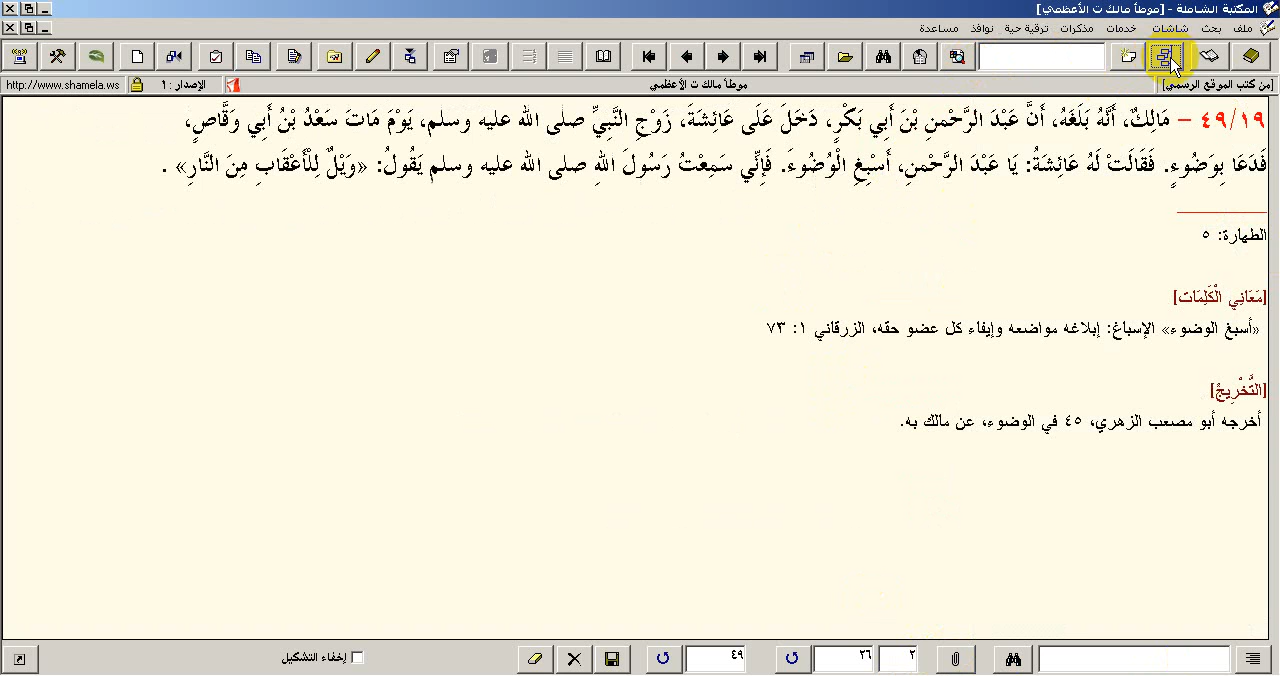 المكتبة الشاملة - [موطأ مالك ت الأعظمي]
ملف بحث شاشات خدمات مذكرات ترقية حية نوافذ مساعدة
[من كتب الموقع الرسمي] موطأ مالك ت الأعظمي الإصدار : ١ http://www.shamela.ws
٤٩/١٩ – مَالِكٌ، أَنَّهُ بَلَغَهُ، أَنَّ عَبْدَ الرَّحْمنِ بْنَ أَبِي بَكْرٍ، دَخَلَ عَلَى عَائِشَةَ، زَوْجِ النَّبِيِّ صلى الله عليه وسلم، يَوْمَ مَاتَ سَعْدُ بْنُ أَبِي وَقَّاصٍ،
فَدَعَا بِوَضُوءٍ. فَقَالَتْ لَهُ عَائِشَةُ: يَا عَبْدَ الرَّحْمنِ، أَسْبِغِ الْوُضُوءَ. فَإِنِّي سَمِعْتُ رَسُولَ اللهِ صلى الله عليه وسلم يَقُولُ: «وَيْلٌ لِلْأَعْقَابِ مِنَ النَّارِ» .
الطهارة: ٥
[مَعَانِي الْكَلِمَات]
«أسبغ الوضوء» الإسباغ: إبلاغه مواضعه وإيفاء كل عضو حقه، الزرقاني ١: ٧٣
[التَّخْرِيجُ]
أخرجه أبو مصعب الزهري، ٤٥ في الوضوء، عن مالك به.
٢ ٢٦ ٤٩ إخفاء التشكيل